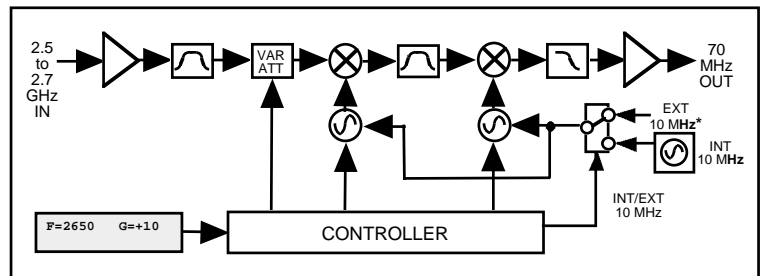 2.5
to
2.7
GHz
IN
VAR
ATT
70
MHz
OUT
EXT
10 MHz*
INT
10 MHz
INT/EXT
10 MHz
F=2650 G=+10
CONTROLLER